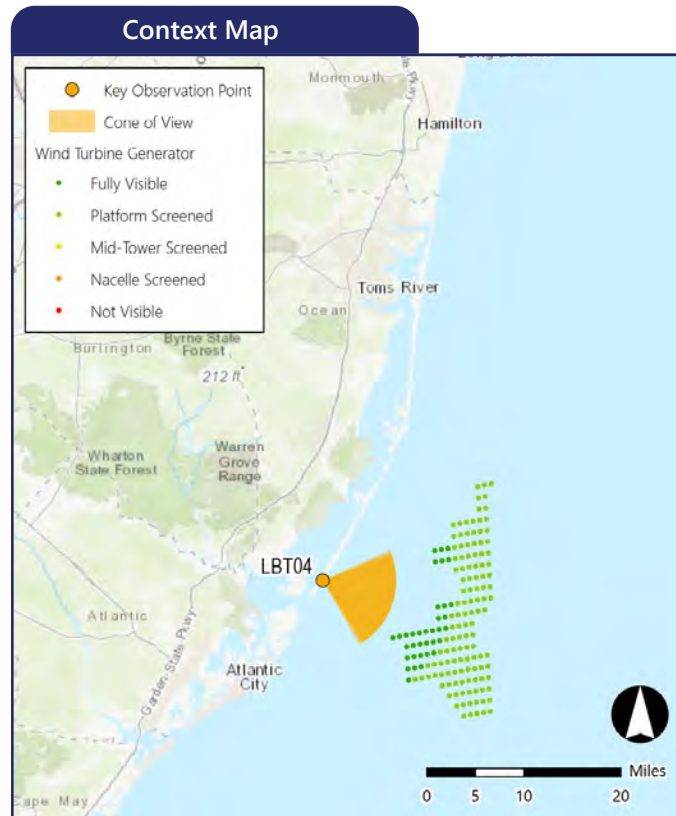 Context Map
Key Observation Point
Cone of View
Wind Turbine Generator
Fully Visible
Platform Screened
Mid-Tower Screened
Nacelle Screened
Not Visible
Monmouth
Pkwy
Hamilton
Toms River
Ocean
Burlington
Byrne State
Forest
212 ft
Wharton
State Forest
Warren
Grove
Range
LBT04
Atlantic
Garden State Pkwy
Atlantic
City
Cape May
Miles
0 5 10 20